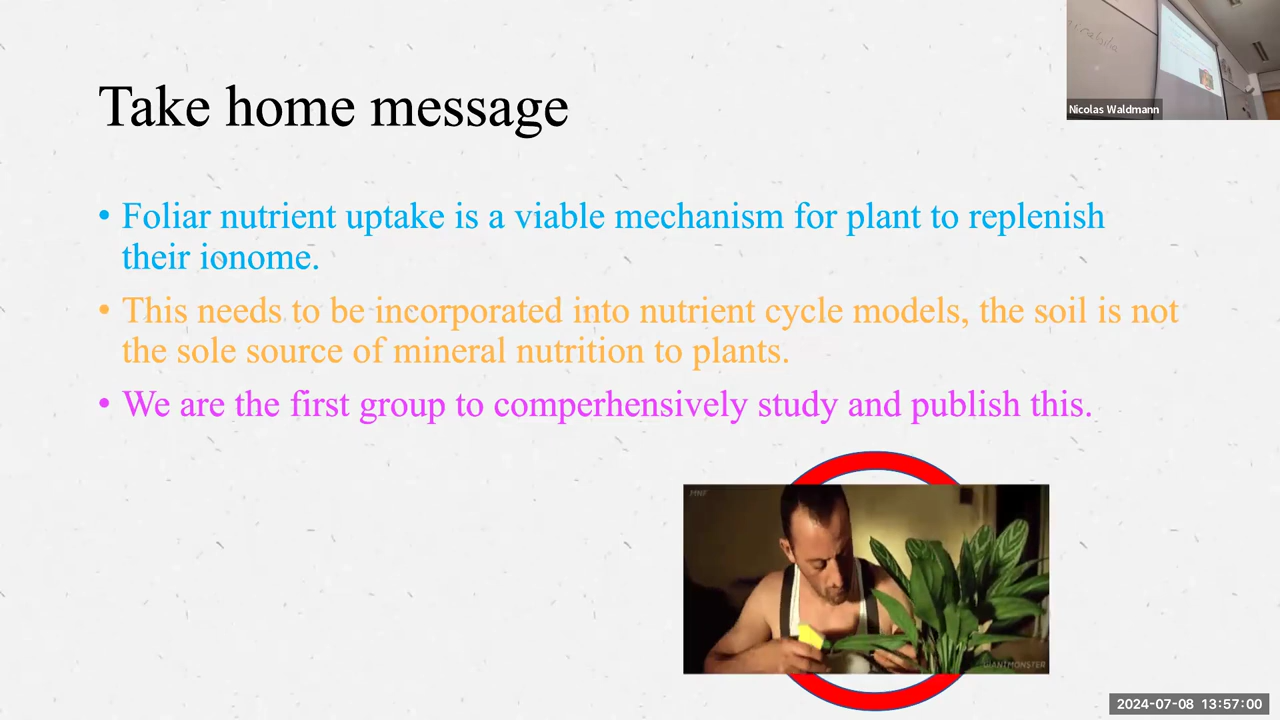 Take home message
Nicolas Waldmann
• Foliar nutrient uptake is a viable mechanism for plant to replenish
their ionome.
• This needs to be incorporated into nutrient cycle models, the soil is not
the sole source of mineral nutrition to plants.
• We are the first group to comperhensively study and publish this.
MNF
GIANTMONSTER
2024-07-08 13:57:00